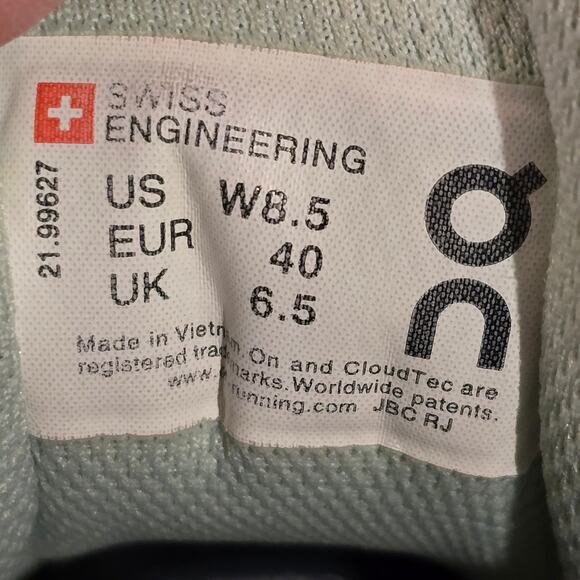 SWISS
ENGINEERING
21.99627
US W8.5
EUR 40
UK 6.5
Made in Vietn m. On and CloudTec are
registered trad marks. Worldwide patents.
www. running.com JBC RJ
On